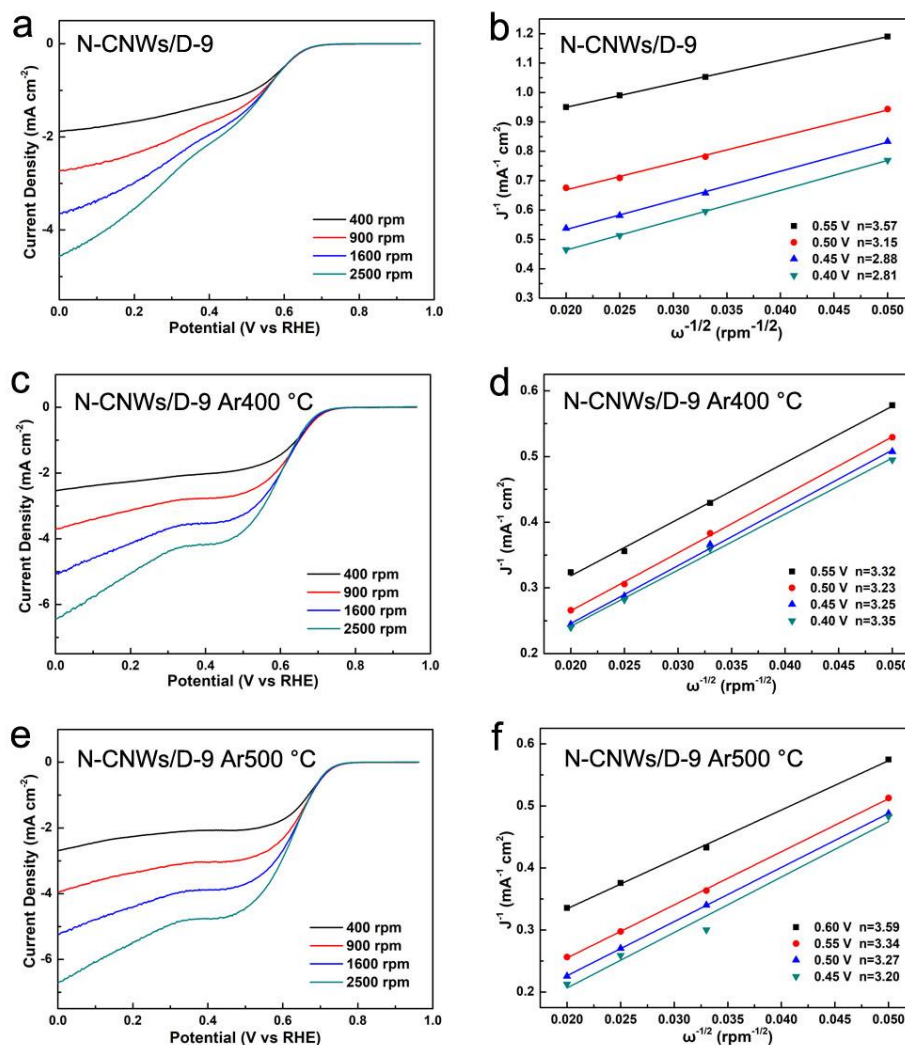 a
N-CNWs/D-9
0
-2
-4
Current Density (mA cm⁻²)
400 rpm
900 rpm
1600 rpm
2500 rpm
0.0 0.2 0.4 0.6 0.8 1.0
Potential (V vs RHE)
b
N-CNWs/D-9
1.2
1.1
1.0
0.9
0.8
0.7
0.6
0.5
0.4
0.3
J⁻¹ (mA⁻¹ cm²)
0.55 V n=3.57
0.50 V n=3.15
0.45 V n=2.88
0.40 V n=2.81
0.020 0.025 0.030 0.035 0.040 0.045 0.050
ω⁻¹/² (rpm⁻¹/²)
c
N-CNWs/D-9 Ar400 °C
0
-2
-4
-6
Current Density (mA cm⁻²)
400 rpm
900 rpm
1600 rpm
2500 rpm
0.0 0.2 0.4 0.6 0.8 1.0
Potential (V vs RHE)
d
N-CNWs/D-9 Ar400 °C
0.6
0.5
0.4
0.3
0.2
J⁻¹ (mA⁻¹ cm²)
0.55 V n=3.32
0.50 V n=3.23
0.45 V n=3.25
0.40 V n=3.35
0.020 0.025 0.030 0.035 0.040 0.045 0.050
ω⁻¹/² (rpm⁻¹/²)
e
N-CNWs/D-9 Ar500 °C
0
-2
-4
-6
Current Density (mA cm⁻²)
400 rpm
900 rpm
1600 rpm
2500 rpm
0.0 0.2 0.4 0.6 0.8 1.0
Potential (V vs RHE)
f
N-CNWs/D-9 Ar500 °C
0.6
0.5
0.4
0.3
0.2
J⁻¹ (mA⁻¹ cm²)
0.60 V n=3.59
0.55 V n=3.34
0.50 V n=3.27
0.45 V n=3.20
0.020 0.025 0.030 0.035 0.040 0.045 0.050
ω⁻¹/² (rpm⁻¹/²)